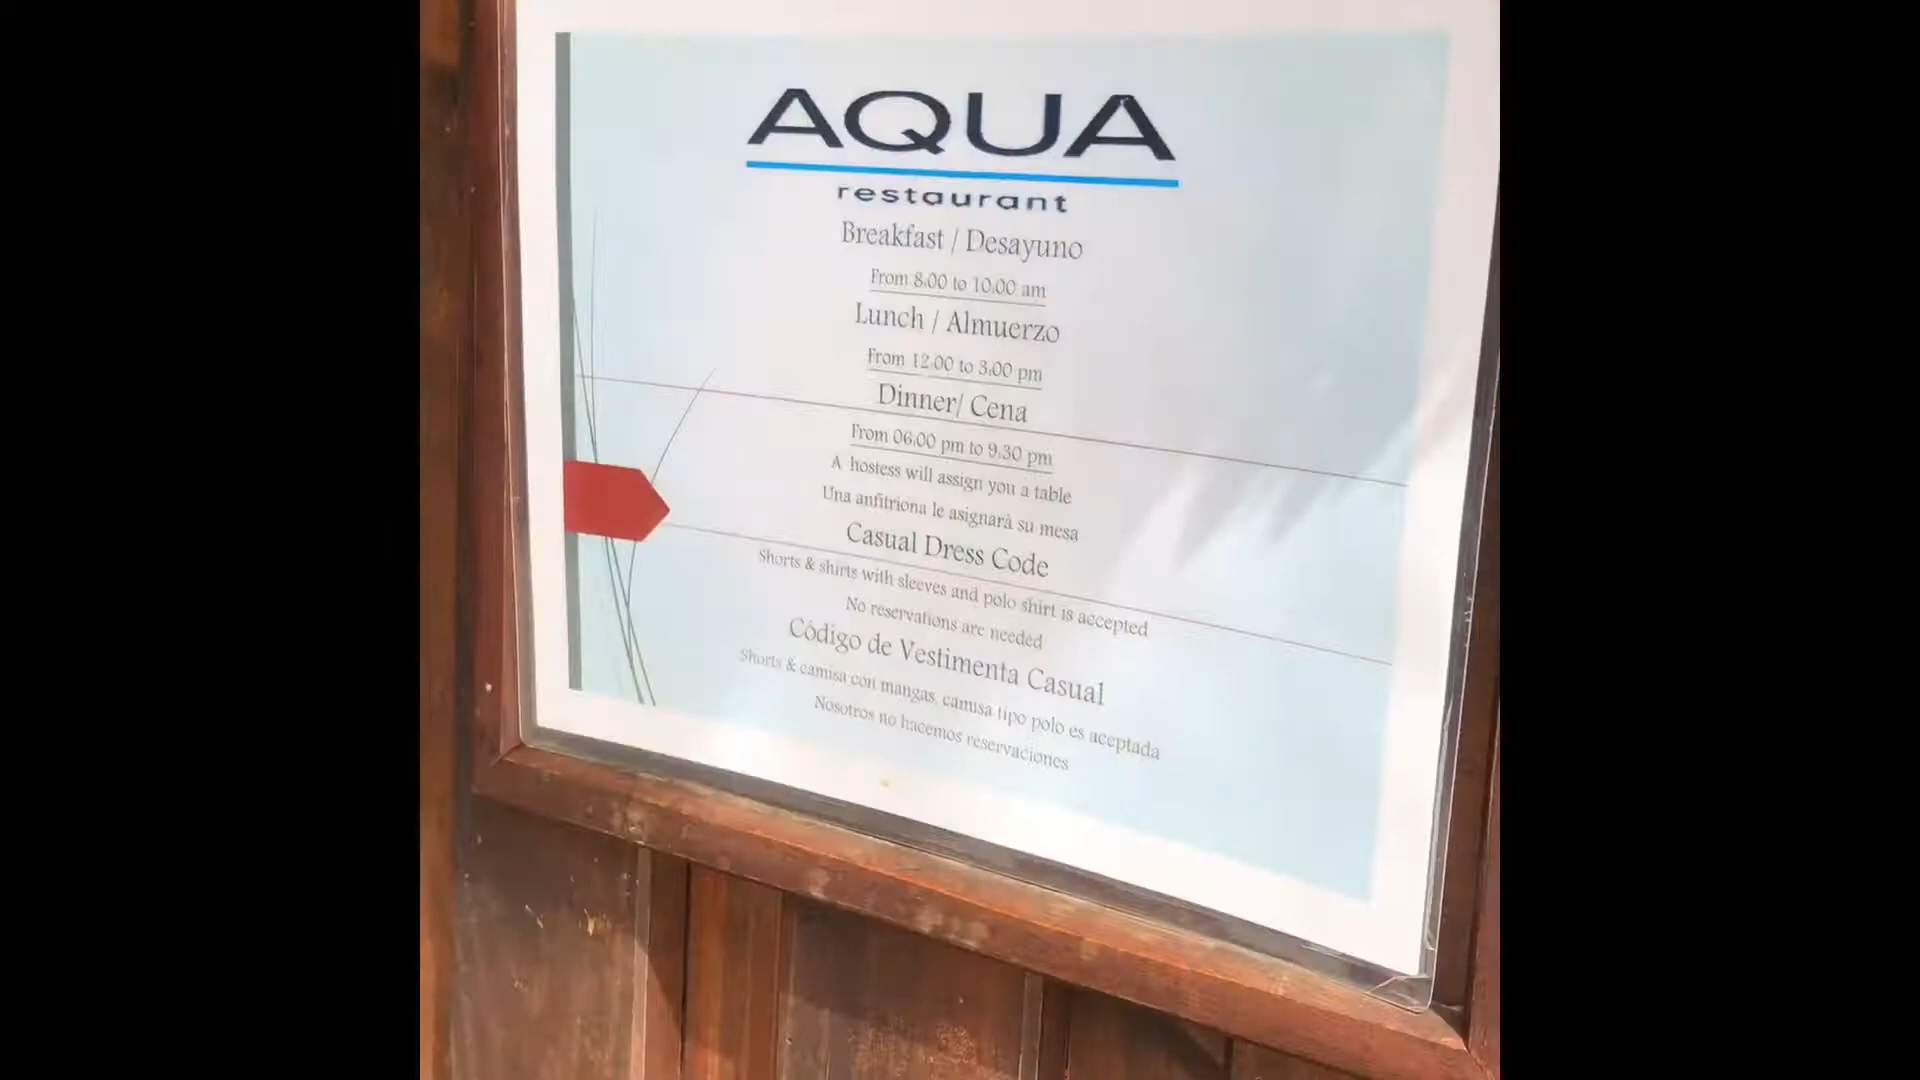 AQUA
restaurant
Breakfast / Desayuno
From 8.00 to 10.00 am
Lunch / Almuerzo
From 12.00 to 3.00 pm
Dinner/ Cena
From 06.00 pm to 9.30 pm
A hostess will assign you a table
Una anfitriona le asignarà su mesa
Casual Dress Code
Shorts & shirts with sleeves and polo shirt is accepted
No reservations are needed
Código de Vestimenta Casual
Shorts & camisa con mangas, camisa tipo polo es aceptada
Nosotros no hacemos reservaciones